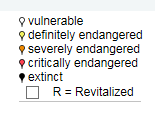 vulnerable
definitely endangered
severely endangered
critically endangered
extinct
R = Revitalized